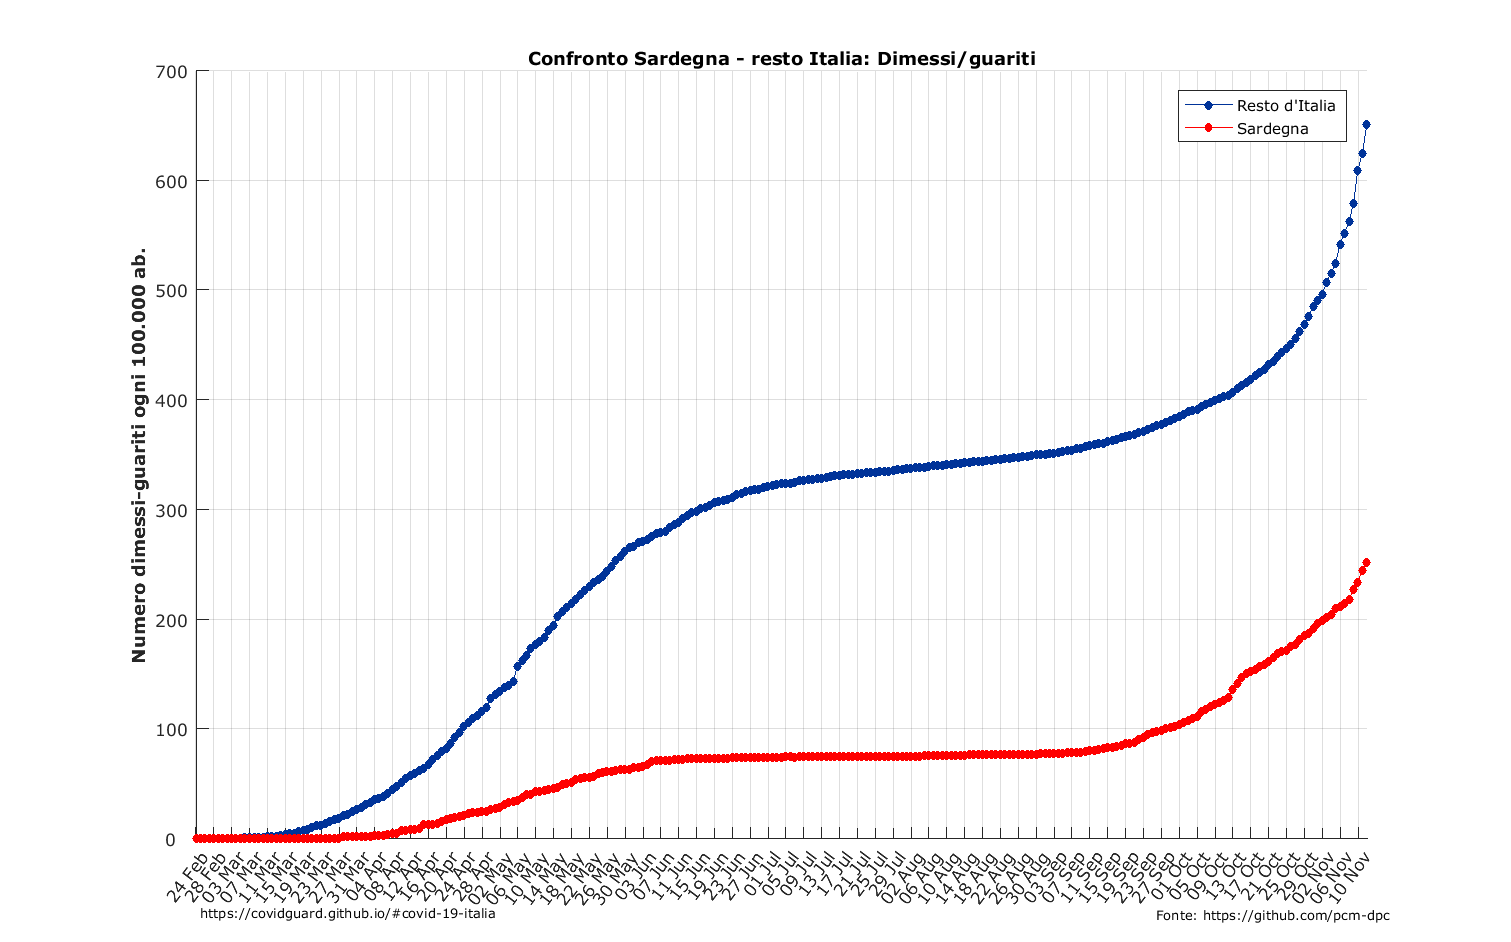 Confronto Sardegna - resto Italia: Dimessi/guariti
Numero dimessi-guariti ogni 100.000 ab.
700
600
500
400
300
200
100
0
Resto d'Italia
Sardegna
24 Feb
28 Feb
03 Mar
07 Mar
11 Mar
15 Mar
19 Mar
23 Mar
27 Mar
31 Mar
04 Apr
08 Apr
12 Apr
16 Apr
20 Apr
24 Apr
28 Apr
02 May
06 May
10 May
14 May
18 May
22 May
26 May
30 May
03 Jun
07 Jun
11 Jun
15 Jun
19 Jun
23 Jun
27 Jun
01 Jul
05 Jul
09 Jul
13 Jul
17 Jul
21 Jul
25 Jul
29 Jul
02 Aug
06 Aug
10 Aug
14 Aug
18 Aug
22 Aug
26 Aug
30 Aug
03 Sep
07 Sep
11 Sep
15 Sep
19 Sep
23 Sep
27 Sep
01 Oct
05 Oct
09 Oct
13 Oct
17 Oct
21 Oct
25 Oct
29 Oct
02 Nov
06 Nov
10 Nov
https://covidguard.github.io/#covid-19-italia
Fonte: https://github.com/pcm-dpc